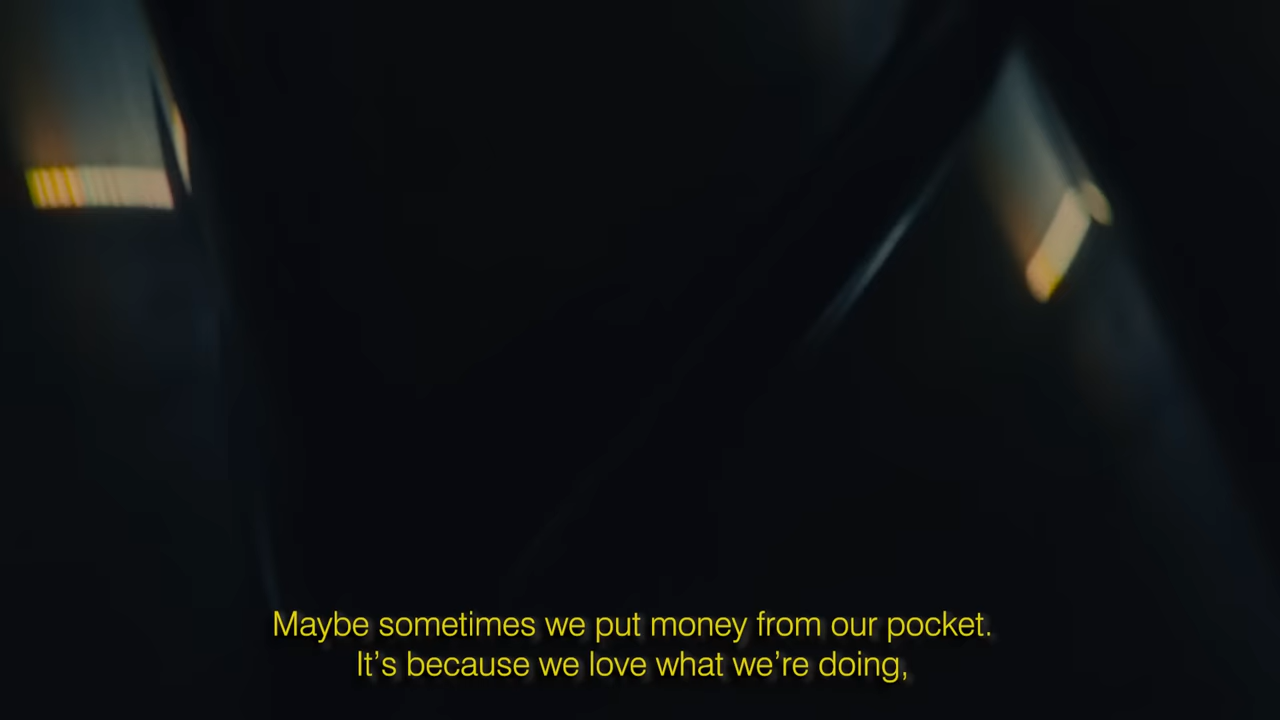 Maybe sometimes we put money from our pocket.
It’s because we love what we’re doing,